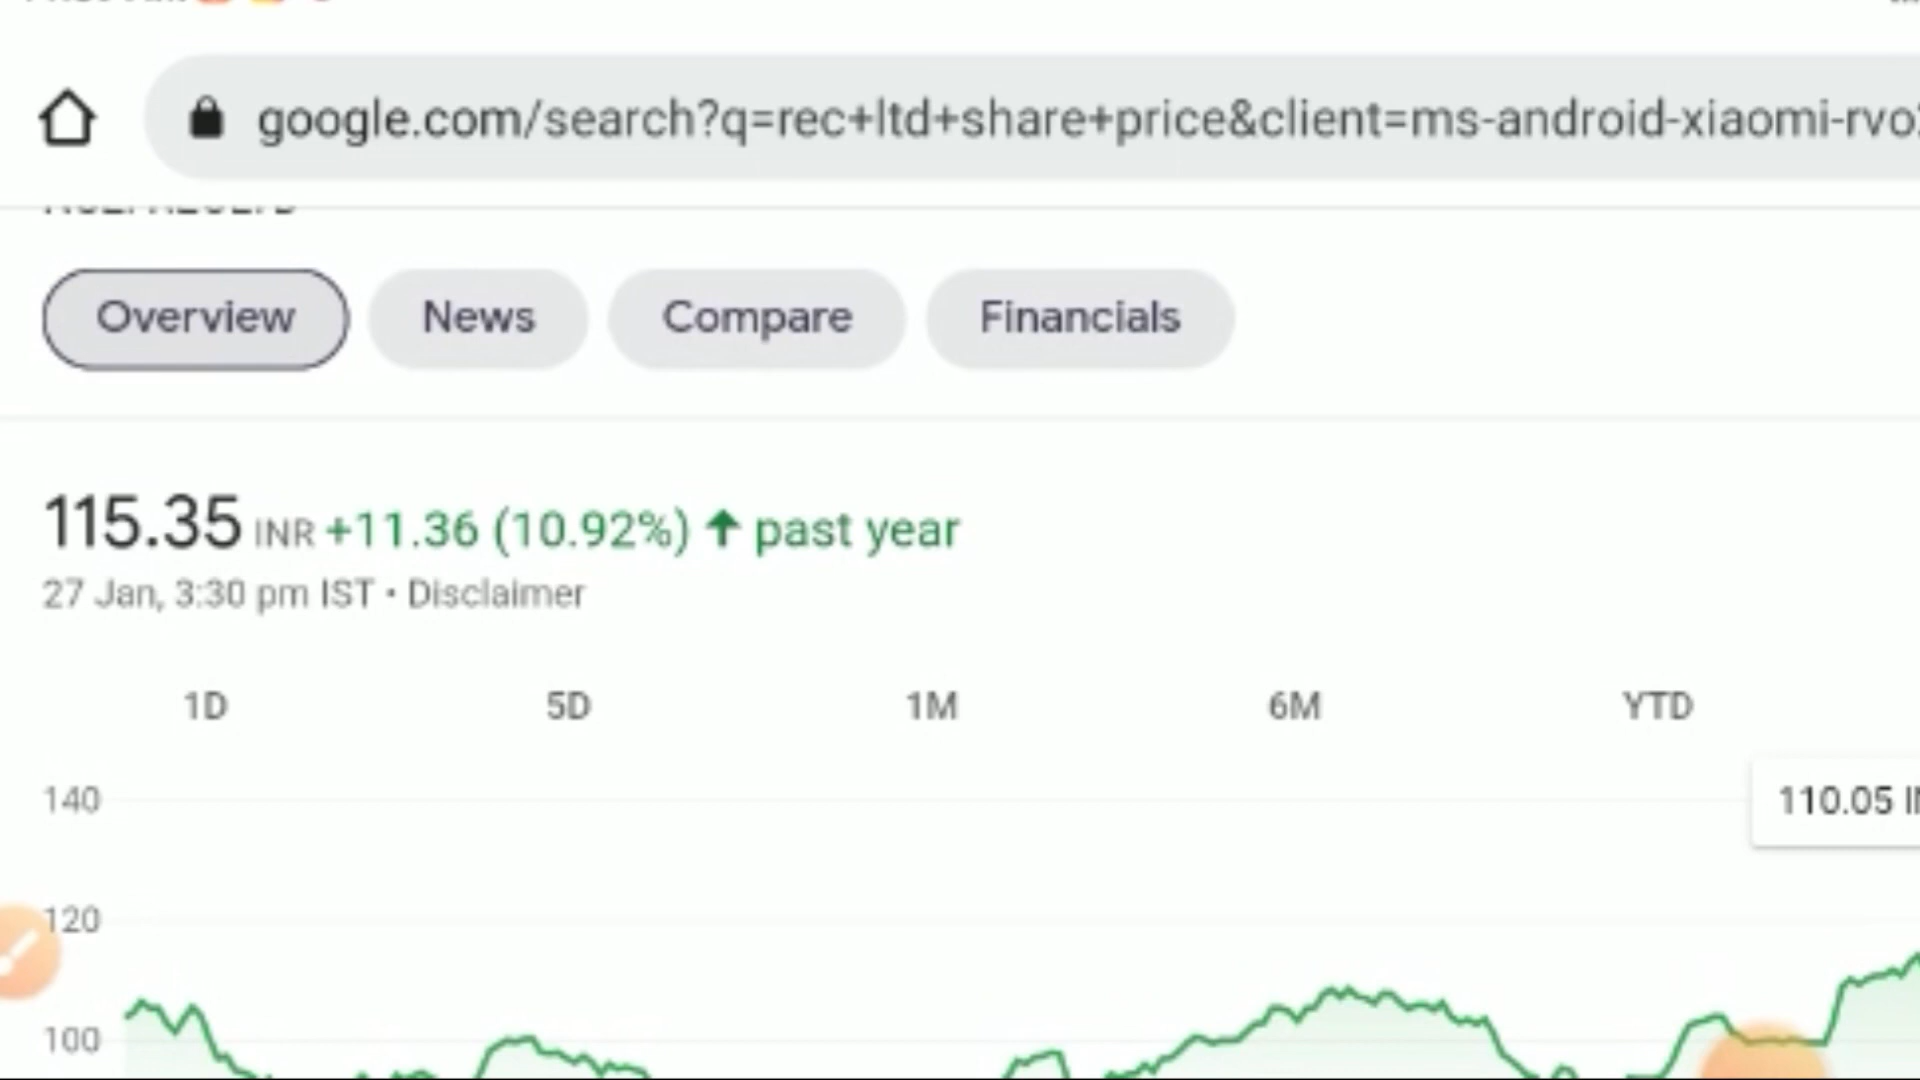 google.com/search?q=rec+ltd+share+price&client=ms-android-xiaomi-rvo
Overview News Compare Financials
115.35 INR +11.36 (10.92%) ↑ past year
27 Jan, 3:30 pm IST • Disclaimer
1D 5D 1M 6M YTD
140
110.05
120
100